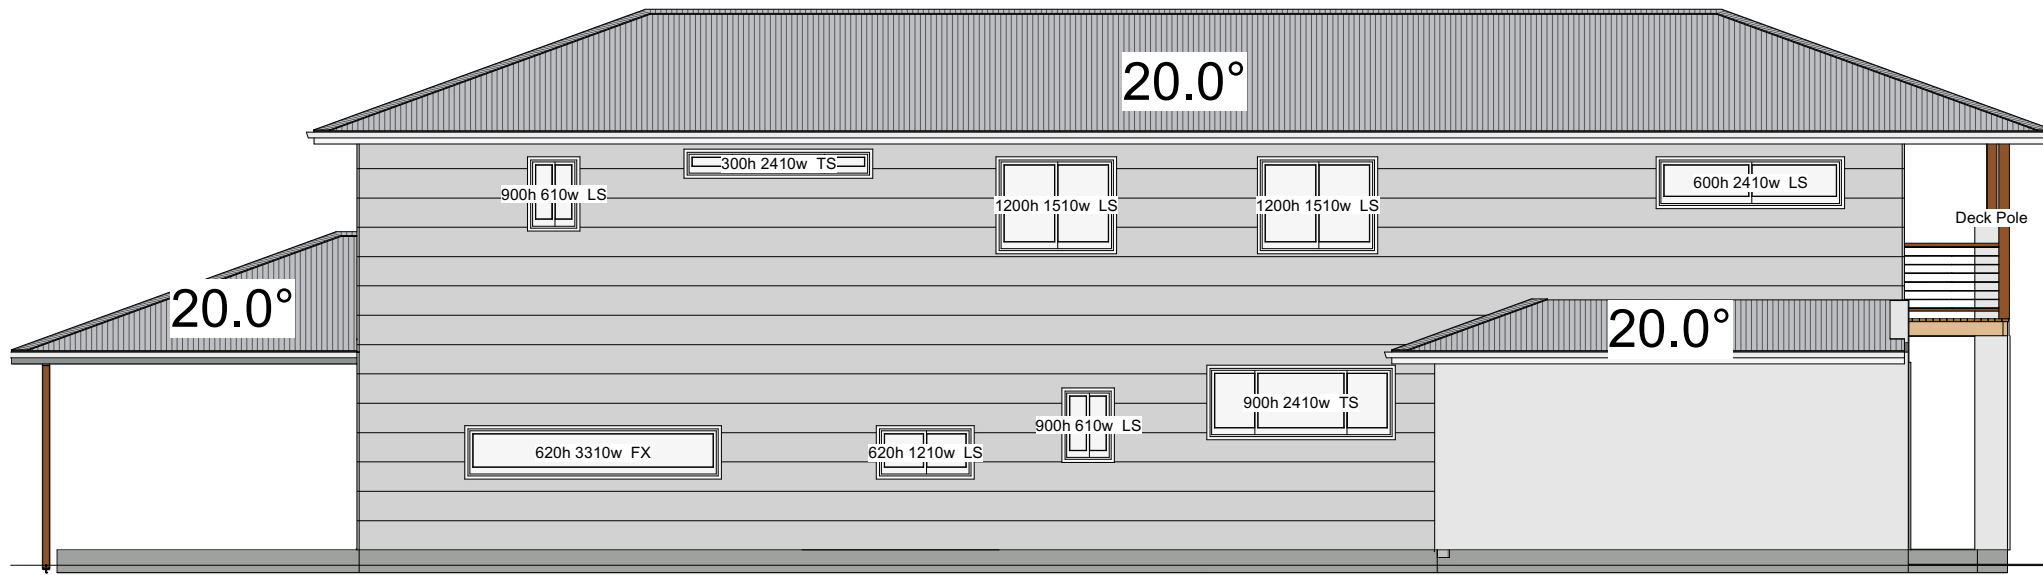 20.0°
300h 2410w TS
900h 610w LS
1200h 1510w LS
1200h 1510w LS
600h 2410w LS
Deck Pole
20.0°
20.0°
900h 2410w TS
900h 610w LS
620h 3310w FX
620h 1210w LS